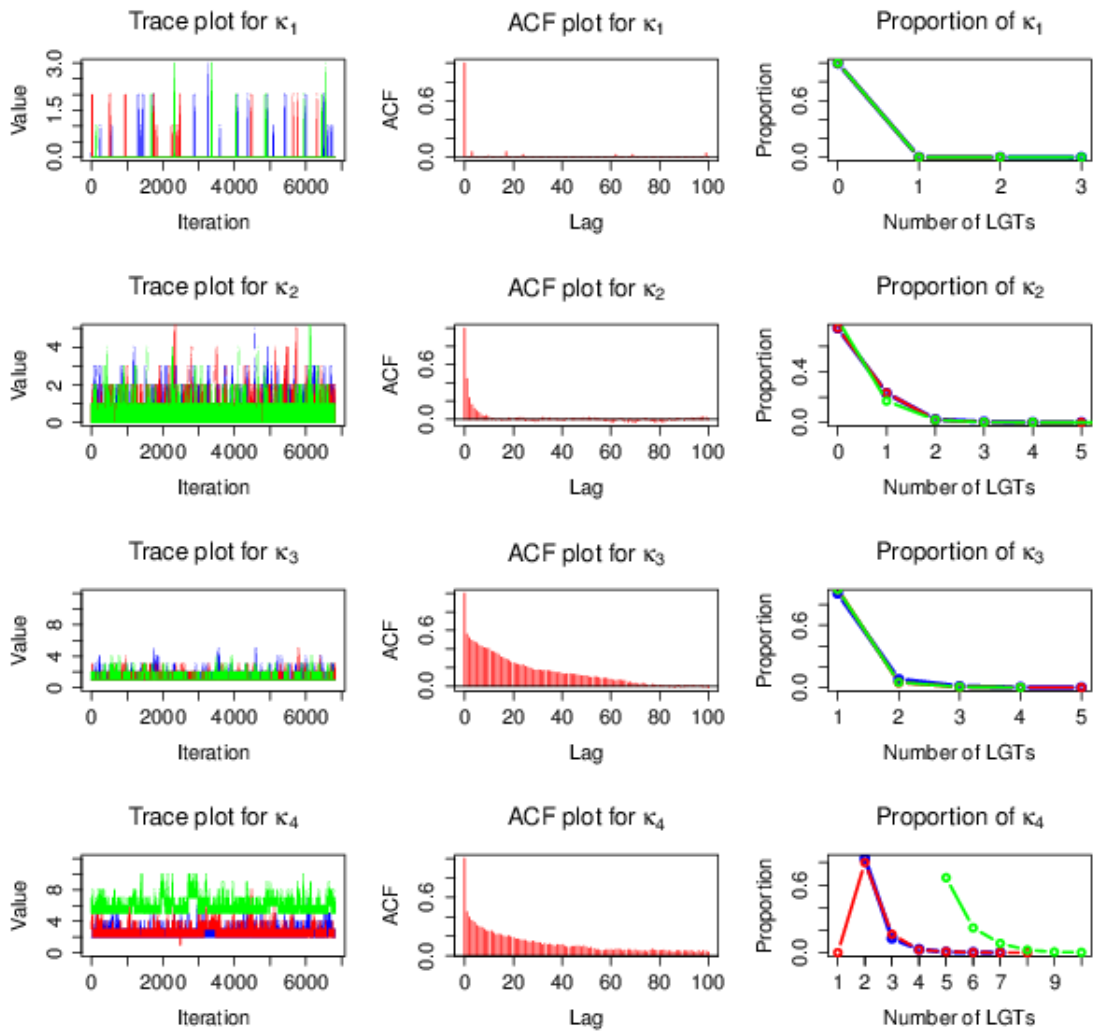 Trace plot for κ1
ACF plot for κ1
Proportion of κ1
Value
0.0 1.5 3.0
0 2000 4000 6000
Iteration
ACF
0.0 0.6
0 20 40 60 80 100
Lag
Proportion
0.0 0.6
0 1 2 3
Number of LGTs
Trace plot for κ2
ACF plot for κ2
Proportion of κ2
Value
0 2 4
0 2000 4000 6000
Iteration
ACF
0.0 0.6
0 20 40 60 80 100
Lag
Proportion
0.0 0.4
0 1 2 3 4 5
Number of LGTs
Trace plot for κ3
ACF plot for κ3
Proportion of κ3
Value
0 4 8
0 2000 4000 6000
Iteration
ACF
0.0 0.6
0 20 40 60 80 100
Lag
Proportion
0.0 0.6
1 2 3 4 5
Number of LGTs
Trace plot for κ4
ACF plot for κ4
Proportion of κ4
Value
0 4 8
0 2000 4000 6000
Iteration
ACF
0.0 0.6
0 20 40 60 80 100
Lag
Proportion
0.0 0.6
1 2 3 4 5 6 7 9
Number of LGTs